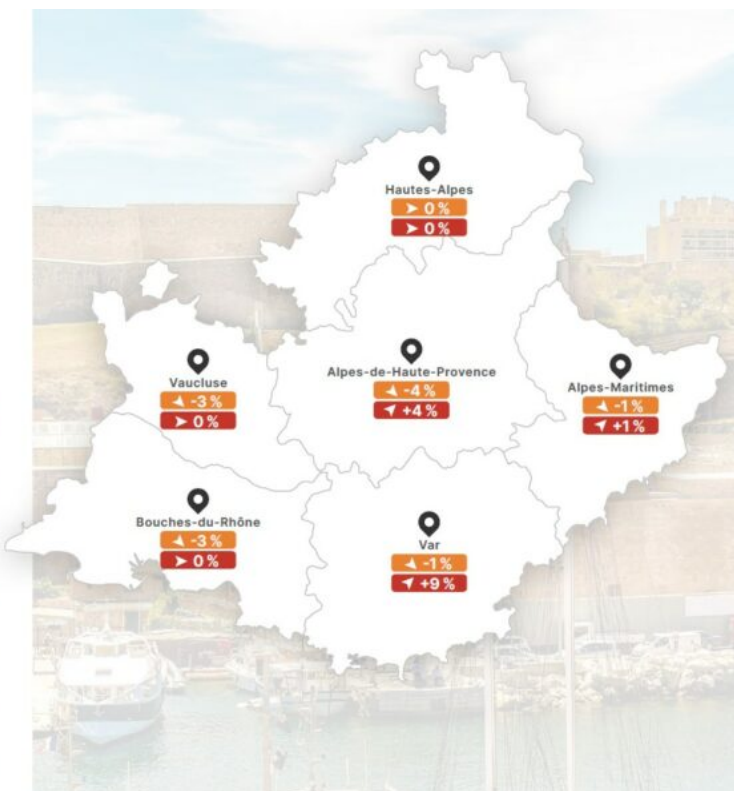 Hautes-Alpes
0 %
0 %
Alpes-de-Haute-Provence
-4 %
+4 %
Vaucluse
-3 %
0 %
Alpes-Maritimes
-1 %
+1 %
Bouches-du-Rhône
-3 %
0 %
Var
-1 %
+9 %